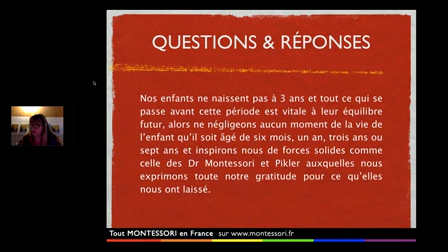 QUESTIONS & RÉPONSES
Nos enfants ne naissent pas à 3 ans et tout ce qui se
passe avant cette période est vitale à leur équilibre
futur, alors ne négligeons aucun moment de la vie de
l'enfant qu'il soit âgé de six mois, un an, trois ans ou
sept ans et inspirons nous de forces solides comme
celle des Dr Montessori et Pikler auxquelles nous
exprimons toute notre gratitude pour ce qu'elles
nous ont laissé.
Tout MONTESSORI en France sur www.montessori.fr